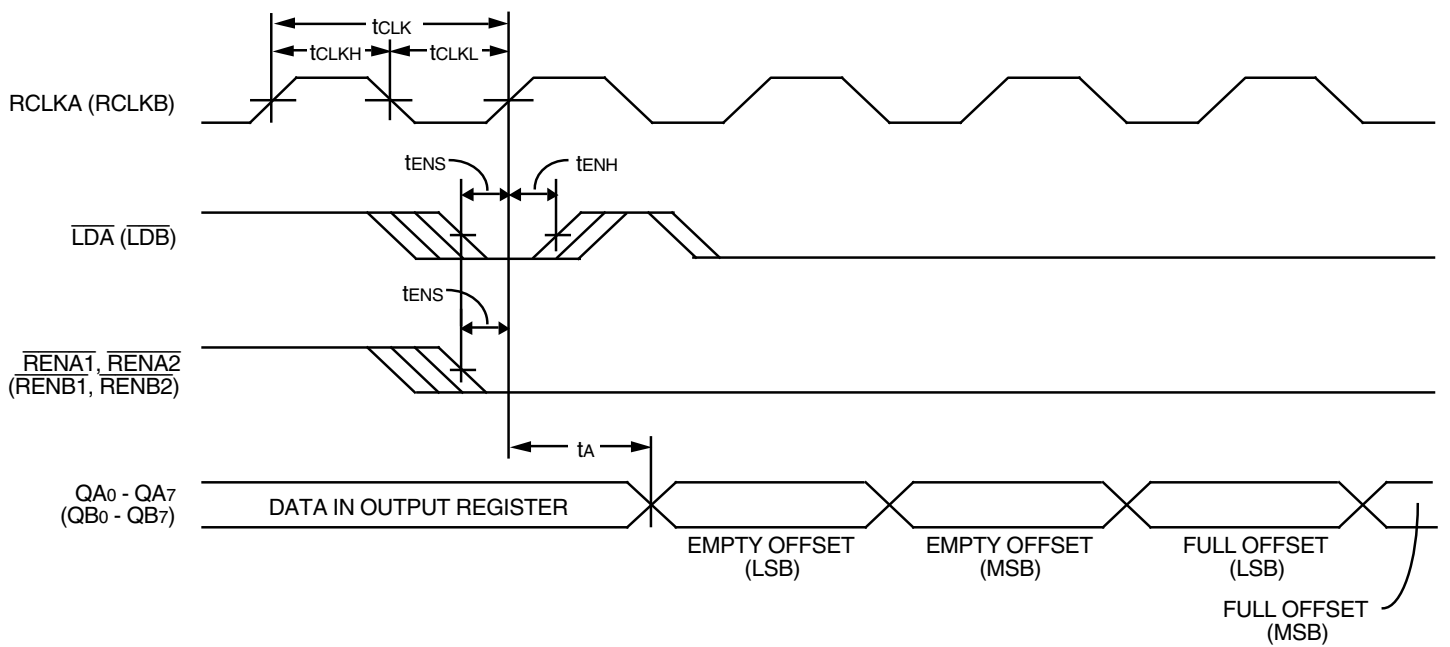 tCLK
tCLKH
tCLKL
RCLKA (RCLKB)
tENS
tENH
LDA (LDB)
tENS
RENA1, RENA2
(RENB1, RENB2)
tA
QA0 - QA7
(QB0 - QB7)
DATA IN OUTPUT REGISTER
EMPTY OFFSET
(LSB)
EMPTY OFFSET
(MSB)
FULL OFFSET
(LSB)
FULL OFFSET
(MSB)